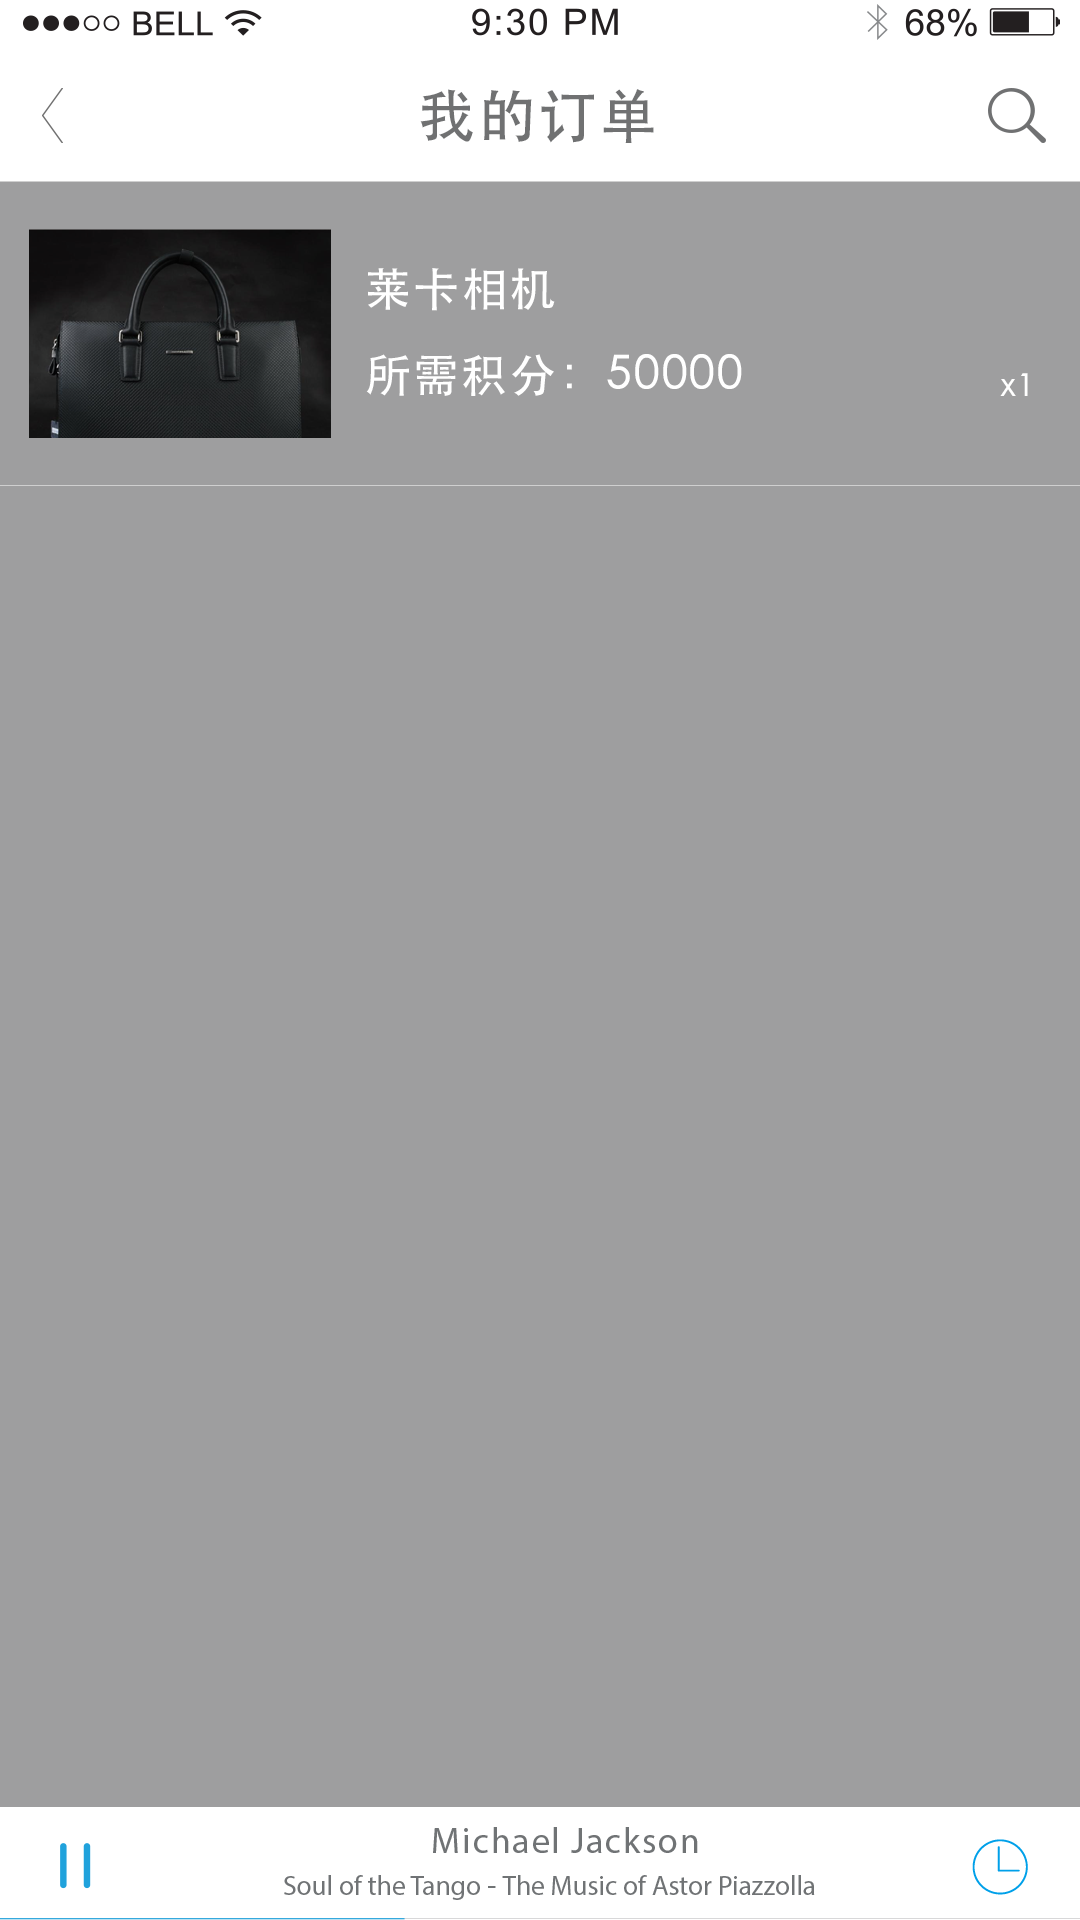 BELL 9:30 PM 68%
我的订单
莱卡相机
所需积分：50000
x1
Michael Jackson
Soul of the Tango - The Music of Astor Piazzolla